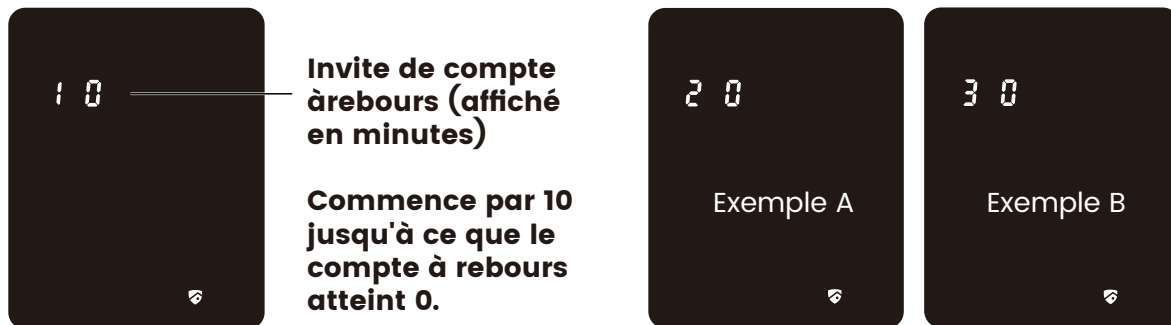 1 0
Invite de compte
àrebours (affiché
en minutes)
Commence par 10
jusqu'à ce que le
compte à rebours
atteint 0.
2 0
Exemple A
3 0
Exemple B